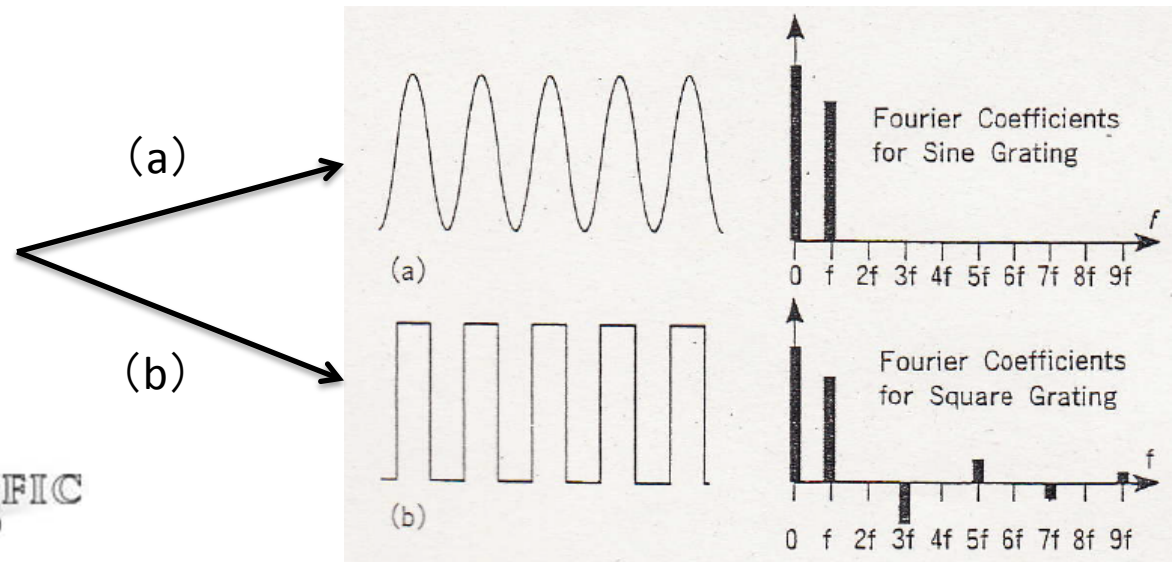 (a)
(b)
FIC
Fourier Coefficients
for Sine Grating
f
0 f 2f 3f 4f 5f 6f 7f 8f 9f
(a)
Fourier Coefficients
for Square Grating
f
0 f 2f 3f 4f 5f 6f 7f 8f 9f
(b)